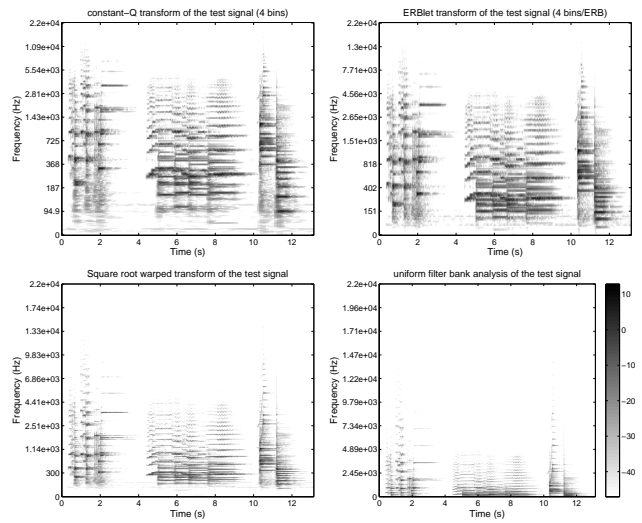 constant−Q transform of the test signal (4 bins)
2.2e+04
1.09e+04
5.54e+03
2.81e+03
1.43e+03
725
368
187
94.9
0
Frequency (Hz)
0 2 4 6 8 10 12
Time (s)
ERBlet transform of the test signal (4 bins/ERB)
2.2e+04
1.3e+04
7.71e+03
4.56e+03
2.65e+03
1.51e+03
818
402
151
0
Frequency (Hz)
0 2 4 6 8 10 12
Time (s)
Square root warped transform of the test signal
2.2e+04
1.74e+04
1.33e+04
9.83e+03
6.86e+03
4.41e+03
2.51e+03
1.14e+03
300
0
Frequency (Hz)
0 2 4 6 8 10 12
Time (s)
uniform filter bank analysis of the test signal
2.2e+04
1.96e+04
1.71e+04
1.47e+04
1.22e+04
9.79e+03
7.34e+03
4.89e+03
2.45e+03
0
Frequency (Hz)
0 2 4 6 8 10 12
Time (s)
10
0
−10
−20
−30
−40